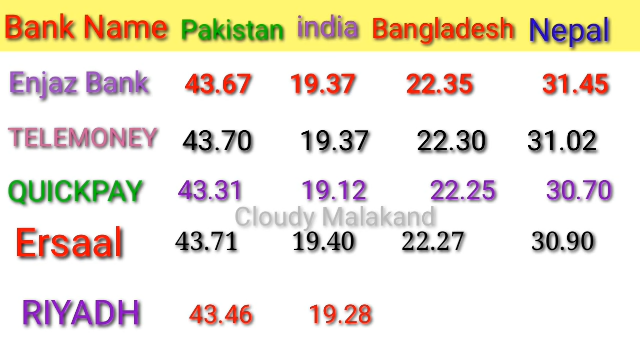 Bank Name Pakistan india Bangladesh Nepal
Enjaz Bank 43.67 19.37 22.35 31.45
TELEMONEY 43.70 19.37 22.30 31.02
QUICKPAY 43.31 19.12 22.25 30.70
Cloudy Malakand
Ersaal 43.71 19.40 22.27 30.90
RIYADH 43.46 19.28